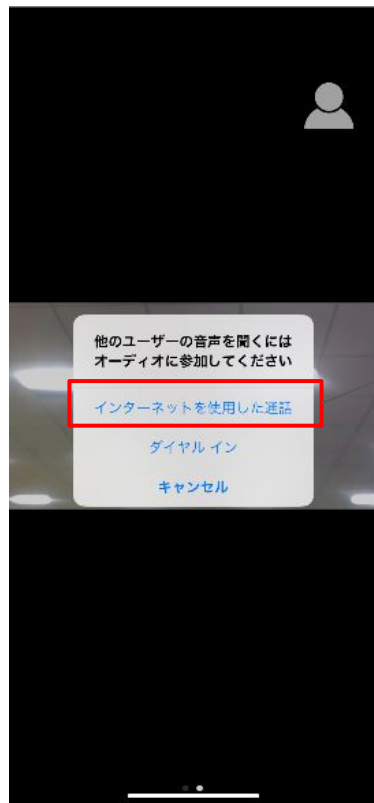 他のユーザーの音声を聞くには
オーディオに参加してください
インターネットを使用した通話
ダイヤル イン
キャンセル